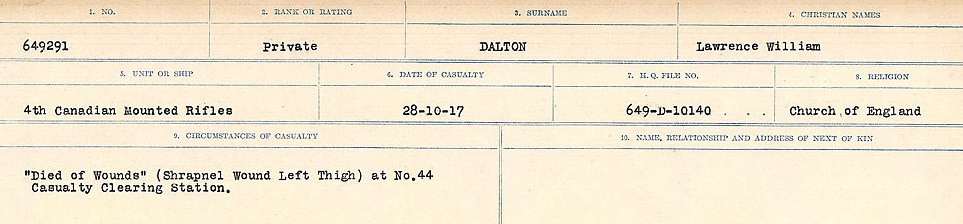 1. NO.
2. RANK OR RATING
3. SURNAME
4. CHRISTIAN NAMES
649291
Private
DALTON
Lawrence William
5. UNIT OR SHIP
6. DATE OF CASUALTY
7. H. Q. FILE NO.
8. RELIGION
4th Canadian Mounted Rifles
28-10-17
649-D-10140 . . .
Church of England
9. CIRCUMSTANCES OF CASUALTY
10. NAME, RELATIONSHIP AND ADDRESS OF NEXT OF KIN
"Died of Wounds" (Shrapnel Wound Left Thigh) at No.44
Casualty Clearing Station.